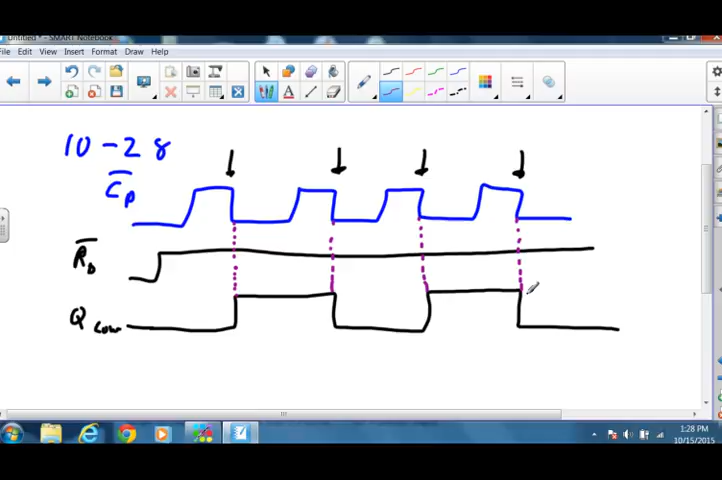 Untitled * - SMART Notebook
File Edit View Insert Format Draw Help
10 - 28
C̅p
R̅D
Q
1:28 PM
10/15/2015